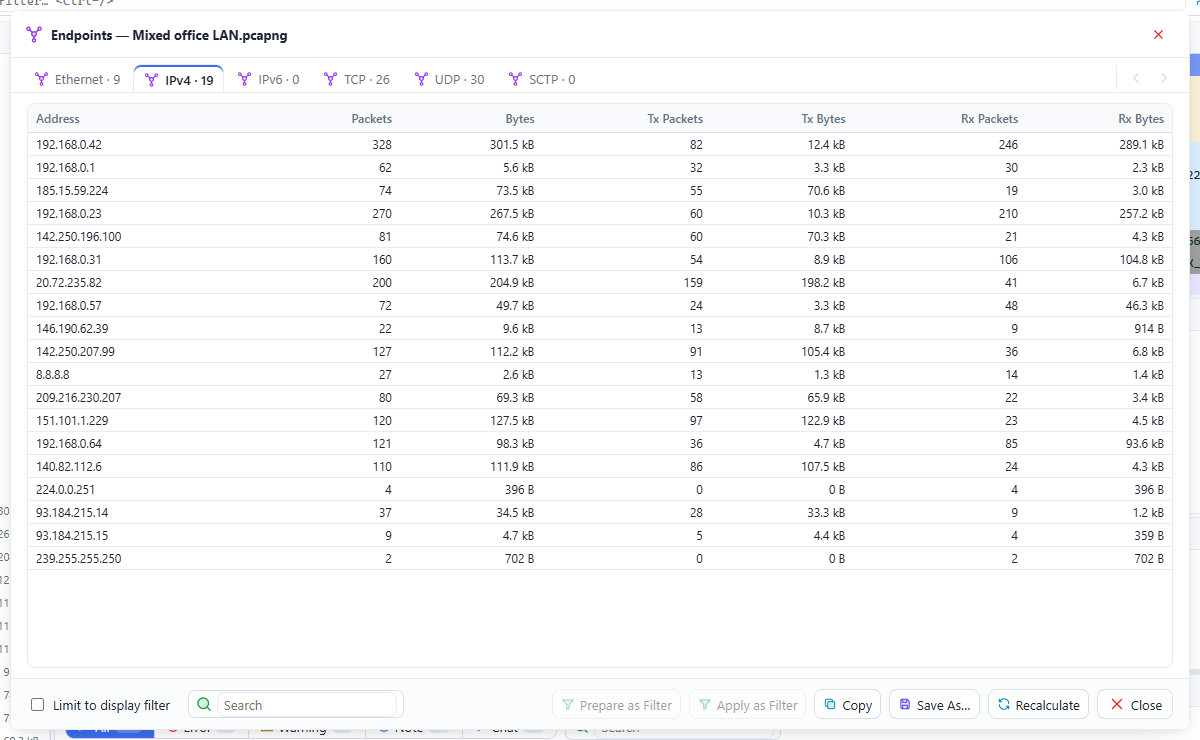 Endpoints — Mixed office LAN.pcapng
Ethernet · 9 IPv4 · 19 IPv6 · 0 TCP · 26 UDP · 30 SCTP · 0
Address Packets Bytes Tx Packets Tx Bytes Rx Packets Rx Bytes
192.168.0.42 328 301.5 kB 82 12.4 kB 246 289.1 kB
192.168.0.1 62 5.6 kB 32 3.3 kB 30 2.3 kB
185.15.59.224 74 73.5 kB 55 70.6 kB 19 3.0 kB
192.168.0.23 270 267.5 kB 60 10.3 kB 210 257.2 kB
142.250.196.100 81 74.6 kB 60 70.3 kB 21 4.3 kB
192.168.0.31 160 113.7 kB 54 8.9 kB 106 104.8 kB
20.72.235.82 200 204.9 kB 159 198.2 kB 41 6.7 kB
192.168.0.57 72 49.7 kB 24 3.3 kB 48 46.3 kB
146.190.62.39 22 9.6 kB 13 8.7 kB 9 914 B
142.250.207.99 127 112.2 kB 91 105.4 kB 36 6.8 kB
8.8.8.8 27 2.6 kB 13 1.3 kB 14 1.4 kB
209.216.230.207 80 69.3 kB 58 65.9 kB 22 3.4 kB
151.101.1.229 120 127.5 kB 97 122.9 kB 23 4.5 kB
192.168.0.64 121 98.3 kB 36 4.7 kB 85 93.6 kB
140.82.112.6 110 111.9 kB 86 107.5 kB 24 4.3 kB
224.0.0.251 4 396 B 0 0 B 4 396 B
93.184.215.14 37 34.5 kB 28 33.3 kB 9 1.2 kB
93.184.215.15 9 4.7 kB 5 4.4 kB 4 359 B
239.255.255.250 2 702 B 0 0 B 2 702 B
Limit to display filter Search Prepare as Filter Apply as Filter Copy Save As... Recalculate Close